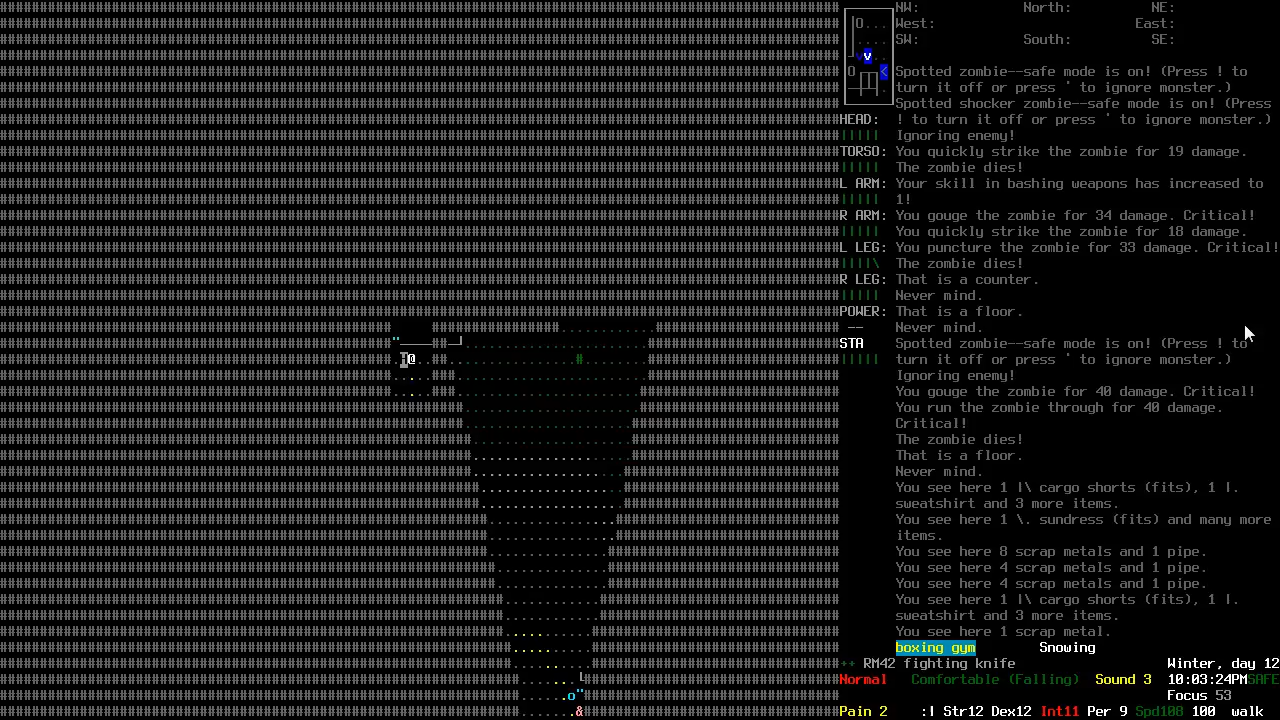 NW: North: NE:
West: East:
SW: South: SE:
Spotted zombie--safe mode is on! (Press ! to
turn it off or press ' to ignore monster.)
Spotted shocker zombie--safe mode is on! (Press
HEAD: ! to turn it off or press ' to ignore monster.)
Ignoring enemy!
TORSO: You quickly strike the zombie for 19 damage.
The zombie dies!
L ARM: Your skill in bashing weapons has increased to
1!
R ARM: You gouge the zombie for 34 damage. Critical!
You quickly strike the zombie for 18 damage.
L LEG: You puncture the zombie for 33 damage. Critical!
The zombie dies!
R LEG: That is a counter.
Never mind.
POWER: That is a floor.
-- Never mind.
STA Spotted zombie--safe mode is on! (Press ! to
turn it off or press ' to ignore monster.)
Ignoring enemy!
You gouge the zombie for 40 damage. Critical!
You run the zombie through for 40 damage.
Critical!
The zombie dies!
That is a floor.
Never mind.
You see here 1 |\ cargo shorts (fits), 1 |.
sweatshirt and 3 more items.
You see here 1 \. sundress (fits) and many more
items.
You see here 8 scrap metals and 1 pipe.
You see here 4 scrap metals and 1 pipe.
You see here 4 scrap metals and 1 pipe.
You see here 1 |\ cargo shorts (fits), 1 |.
sweatshirt and 3 more items.
You see here 1 scrap metal.
boxing gym Snowing
++ RM42 fighting knife Winter, day 12
Normal Comfortable (Falling) Sound 3 10:03:24PM SAFE
Focus 53
Pain 2 :| Str12 Dex12 Int11 Per 9 Spd108 100 walk